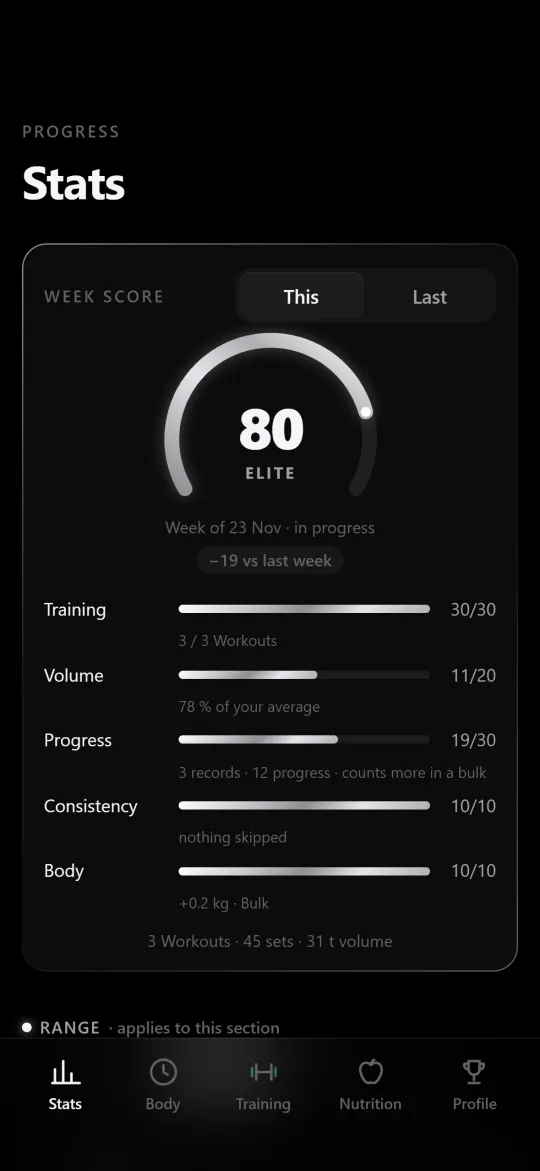 PROGRESS
Stats
WEEK SCORE
This
Last
80
ELITE
Week of 23 Nov · in progress
−19 vs last week
Training 30/30
3 / 3 Workouts
Volume 11/20
78 % of your average
Progress 19/30
3 records · 12 progress · counts more in a bulk
Consistency 10/10
nothing skipped
Body 10/10
+0.2 kg · Bulk
3 Workouts · 45 sets · 31 t volume
RANGE · applies to this section
Stats Body Training Nutrition Profile